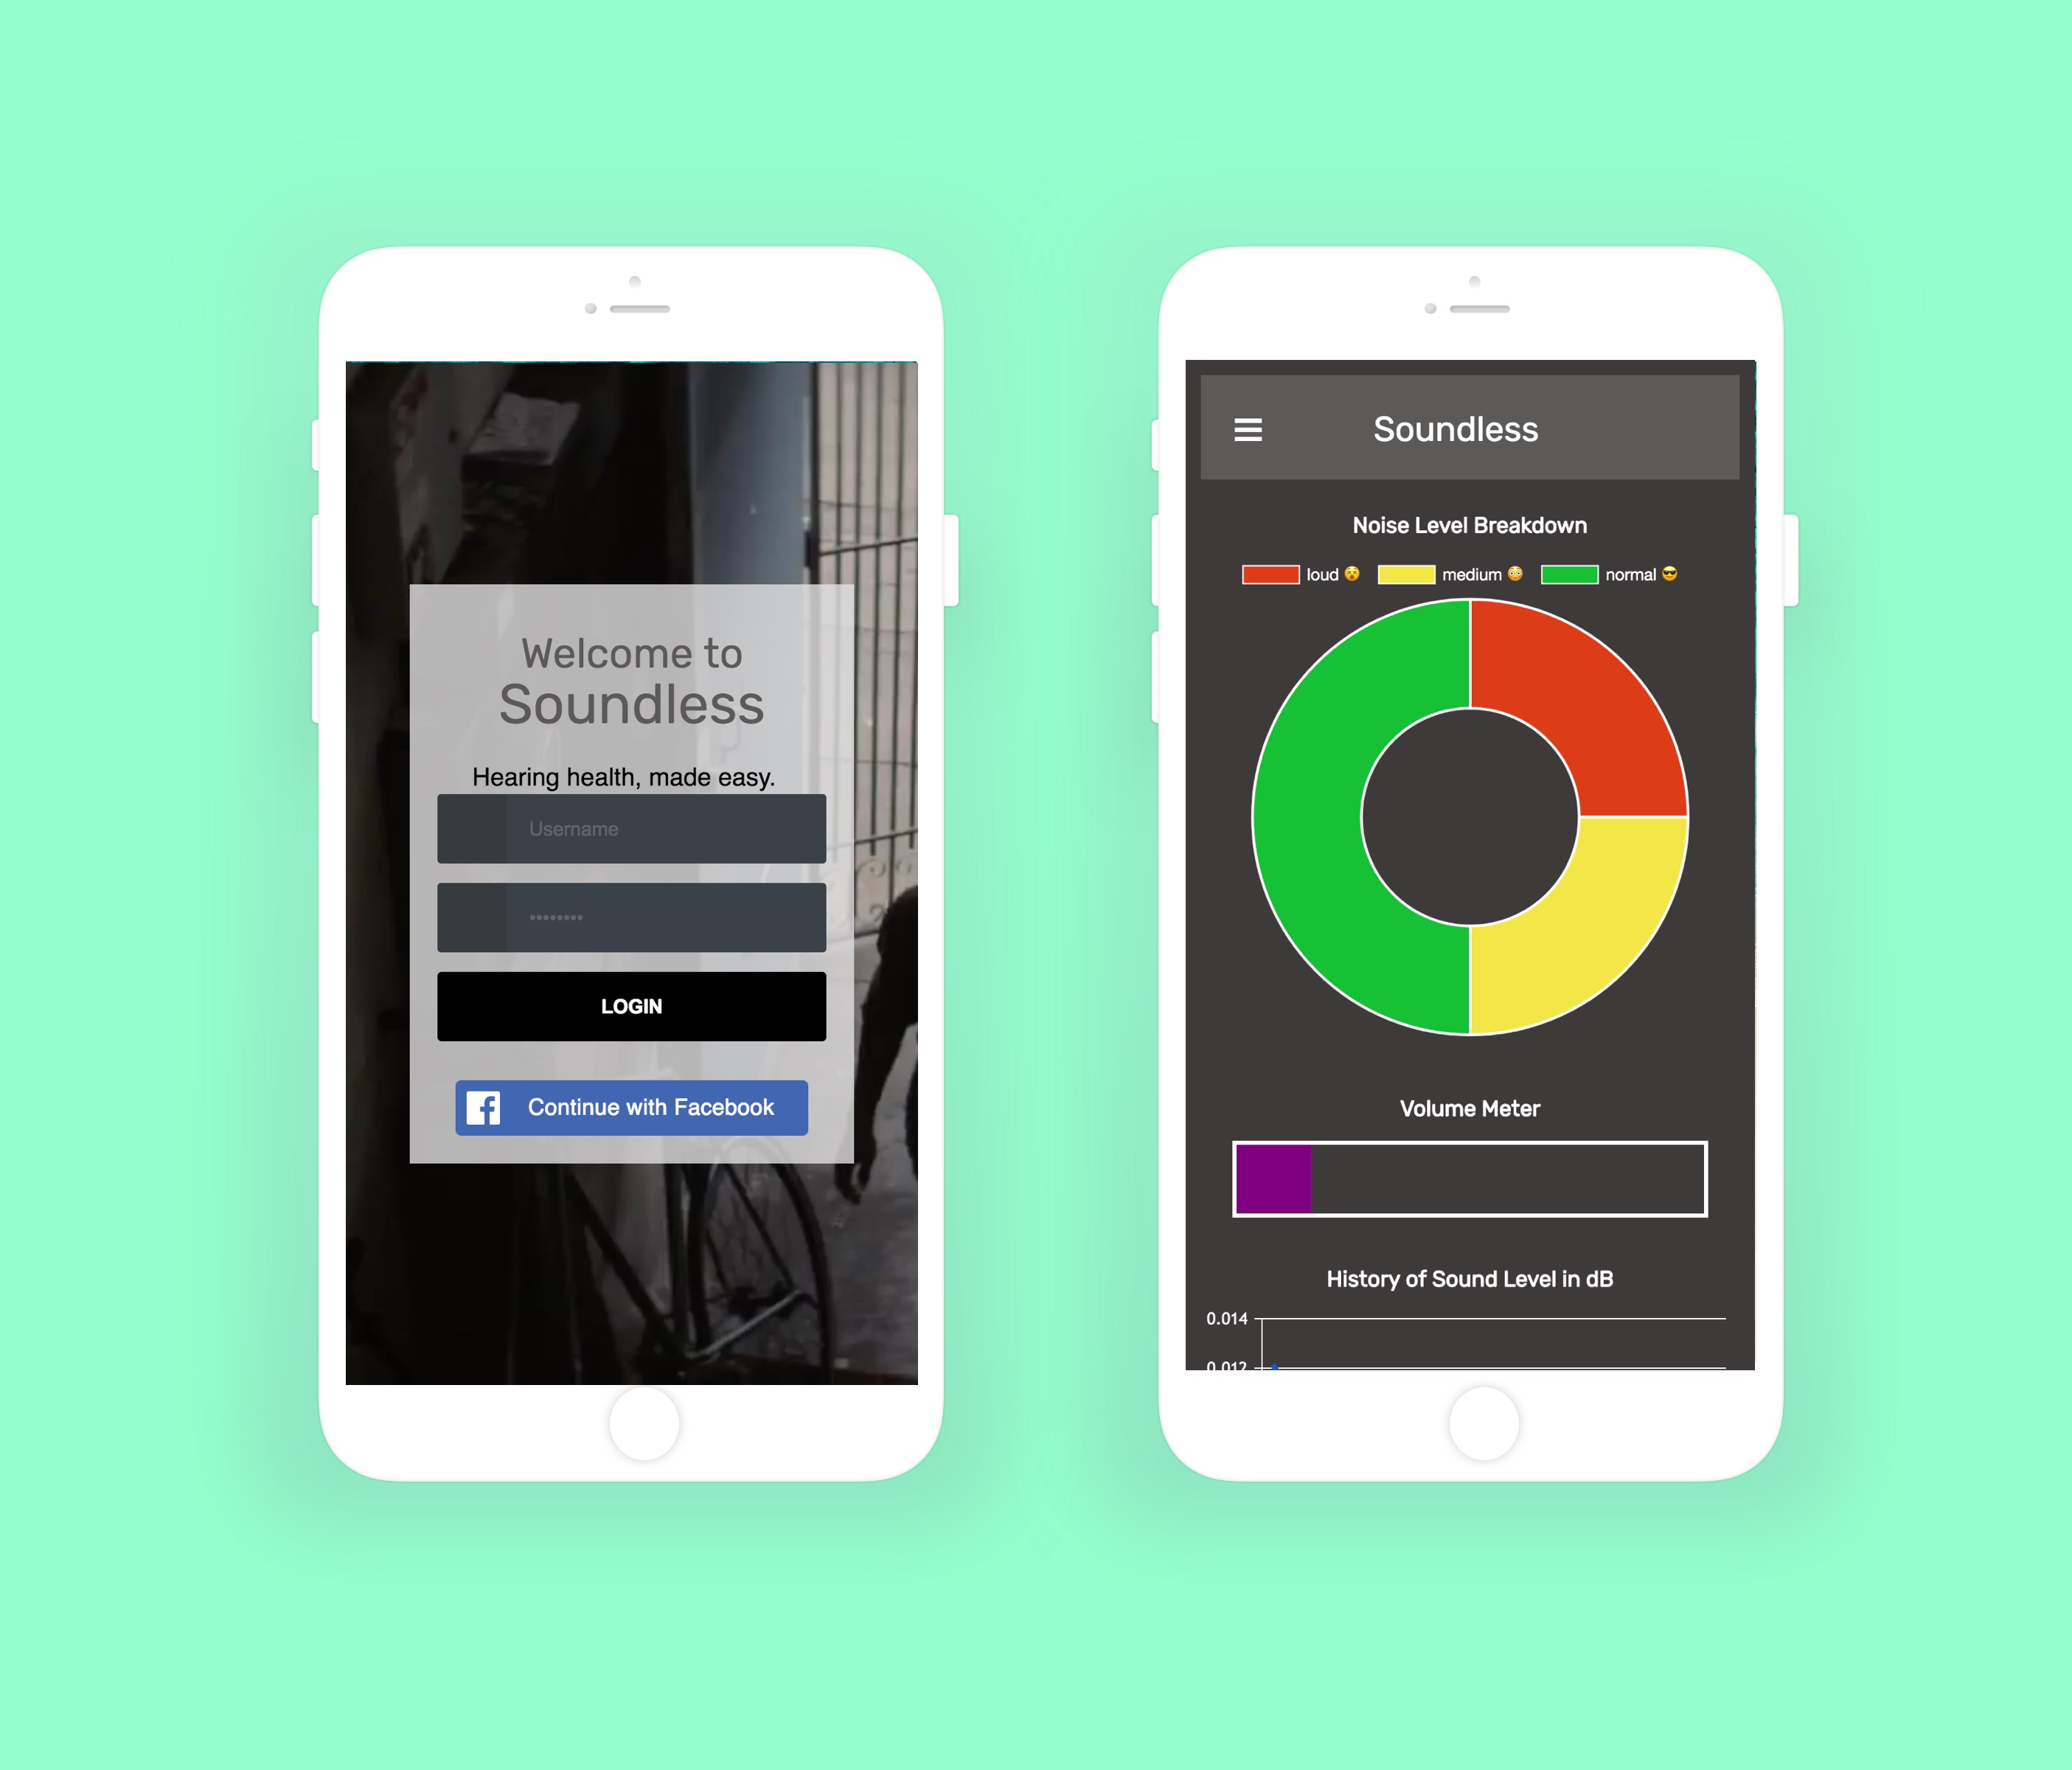 Welcome to
Soundless
Hearing health, made easy.
Username
••••••••
LOGIN
Continue with Facebook
Soundless
Noise Level Breakdown
loud 😵 medium 😳 normal 😎
Volume Meter
History of Sound Level in dB
0.014
0.012